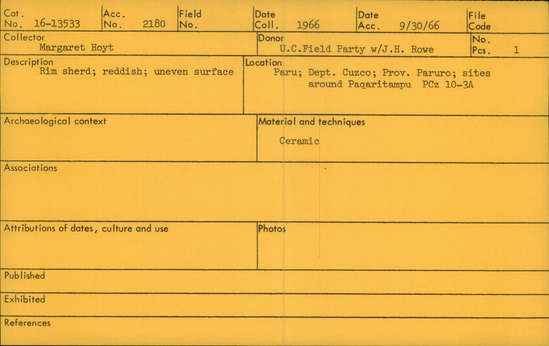 Cat. No. 16-13533 Acc. No. 2180 Field No. Date Coll. 1966 Date Acc. 9/30/66 File Code
Collector Margaret Hoyt Donor U.C.Field Party w/J.H. Rowe No. Pcs. 1
Description Rim sherd; reddish; uneven surface
Location Paru; Dept. Cuzco; Prov. Paruro; sites
around Paqaritampu PCz 10-3A
Archaeological context
Material and techniques
Ceramic
Associations
Attributions of dates, culture and use
Photos
Published
Exhibited
References